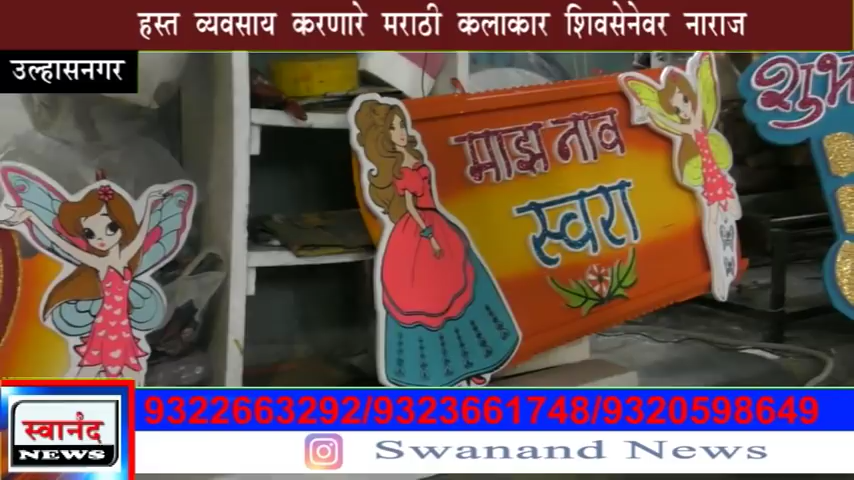 हस्त व्यवसाय करणारे मराठी कलाकार शिवसेनेवर नाराज
उल्हासनगर
माझ नाव
स्वरा
शुभ
स्वानंद
NEWS
9322663292/9323661748/9320598649
Swanand News